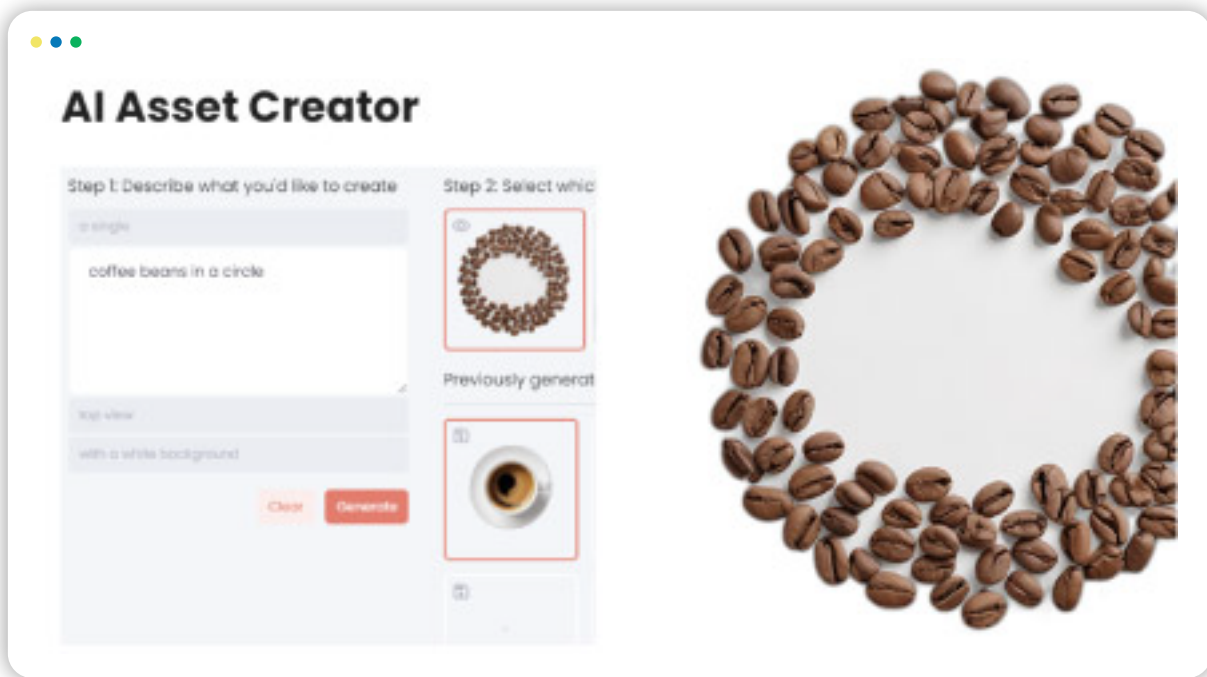 AI Asset Creator
Step 1: Describe what you'd like to create
a single
coffee beans in a circle
top view
with a white background
Clear
Generate
Step 2: Select whic
Previously generat